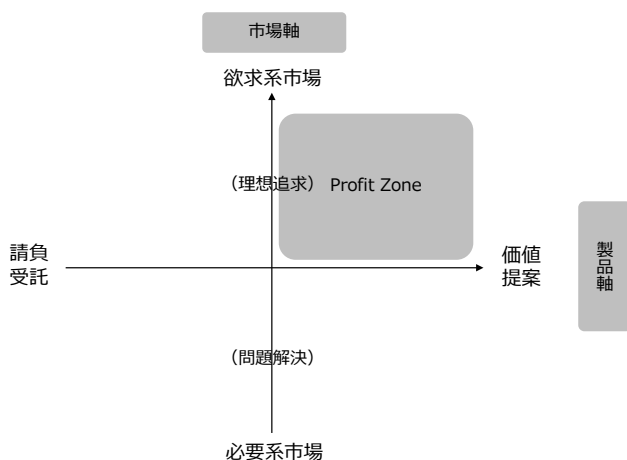 市場軸
欲求系市場
（理想追求）
Profit Zone
請負
受託
価値
提案
製品軸
（問題解決）
必要系市場